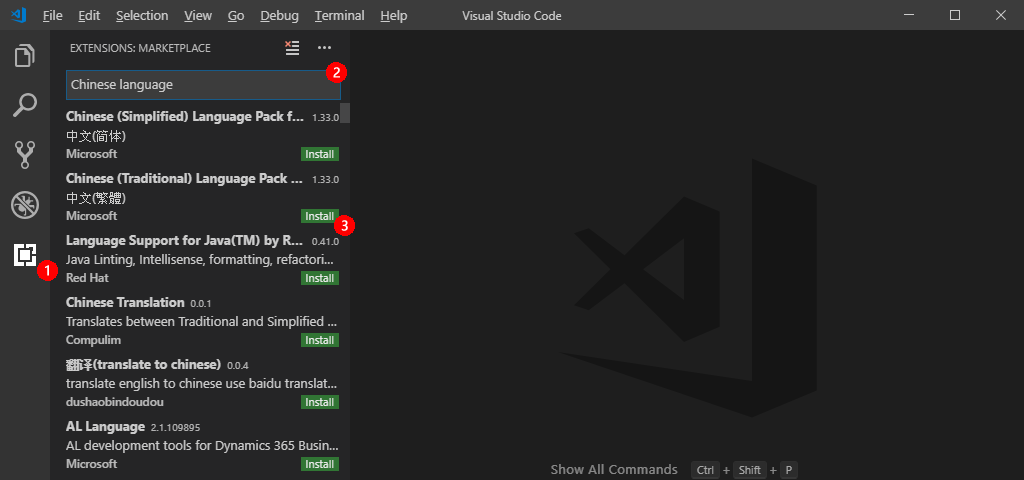 File Edit Selection View Go Debug Terminal Help Visual Studio Code
EXTENSIONS: MARKETPLACE
2
Chinese language
Chinese (Simplified) Language Pack f... 1.33.0
中文(简体)
Microsoft Install
Chinese (Traditional) Language Pack ... 1.33.0
中文(繁體)
Microsoft Install
3
Language Support for Java(TM) by R... 0.41.0
Java Linting, Intellisense, formatting, refactori...
1
Red Hat Install
Chinese Translation 0.0.1
Translates between Traditional and Simplified ...
Compulim Install
翻译(translate to chinese) 0.0.4
translate english to chinese use baidu translat...
dushaobindoudou Install
AL Language 2.1.109895
AL development tools for Dynamics 365 Busin...
Microsoft Install
Show All Commands Ctrl + Shift + P